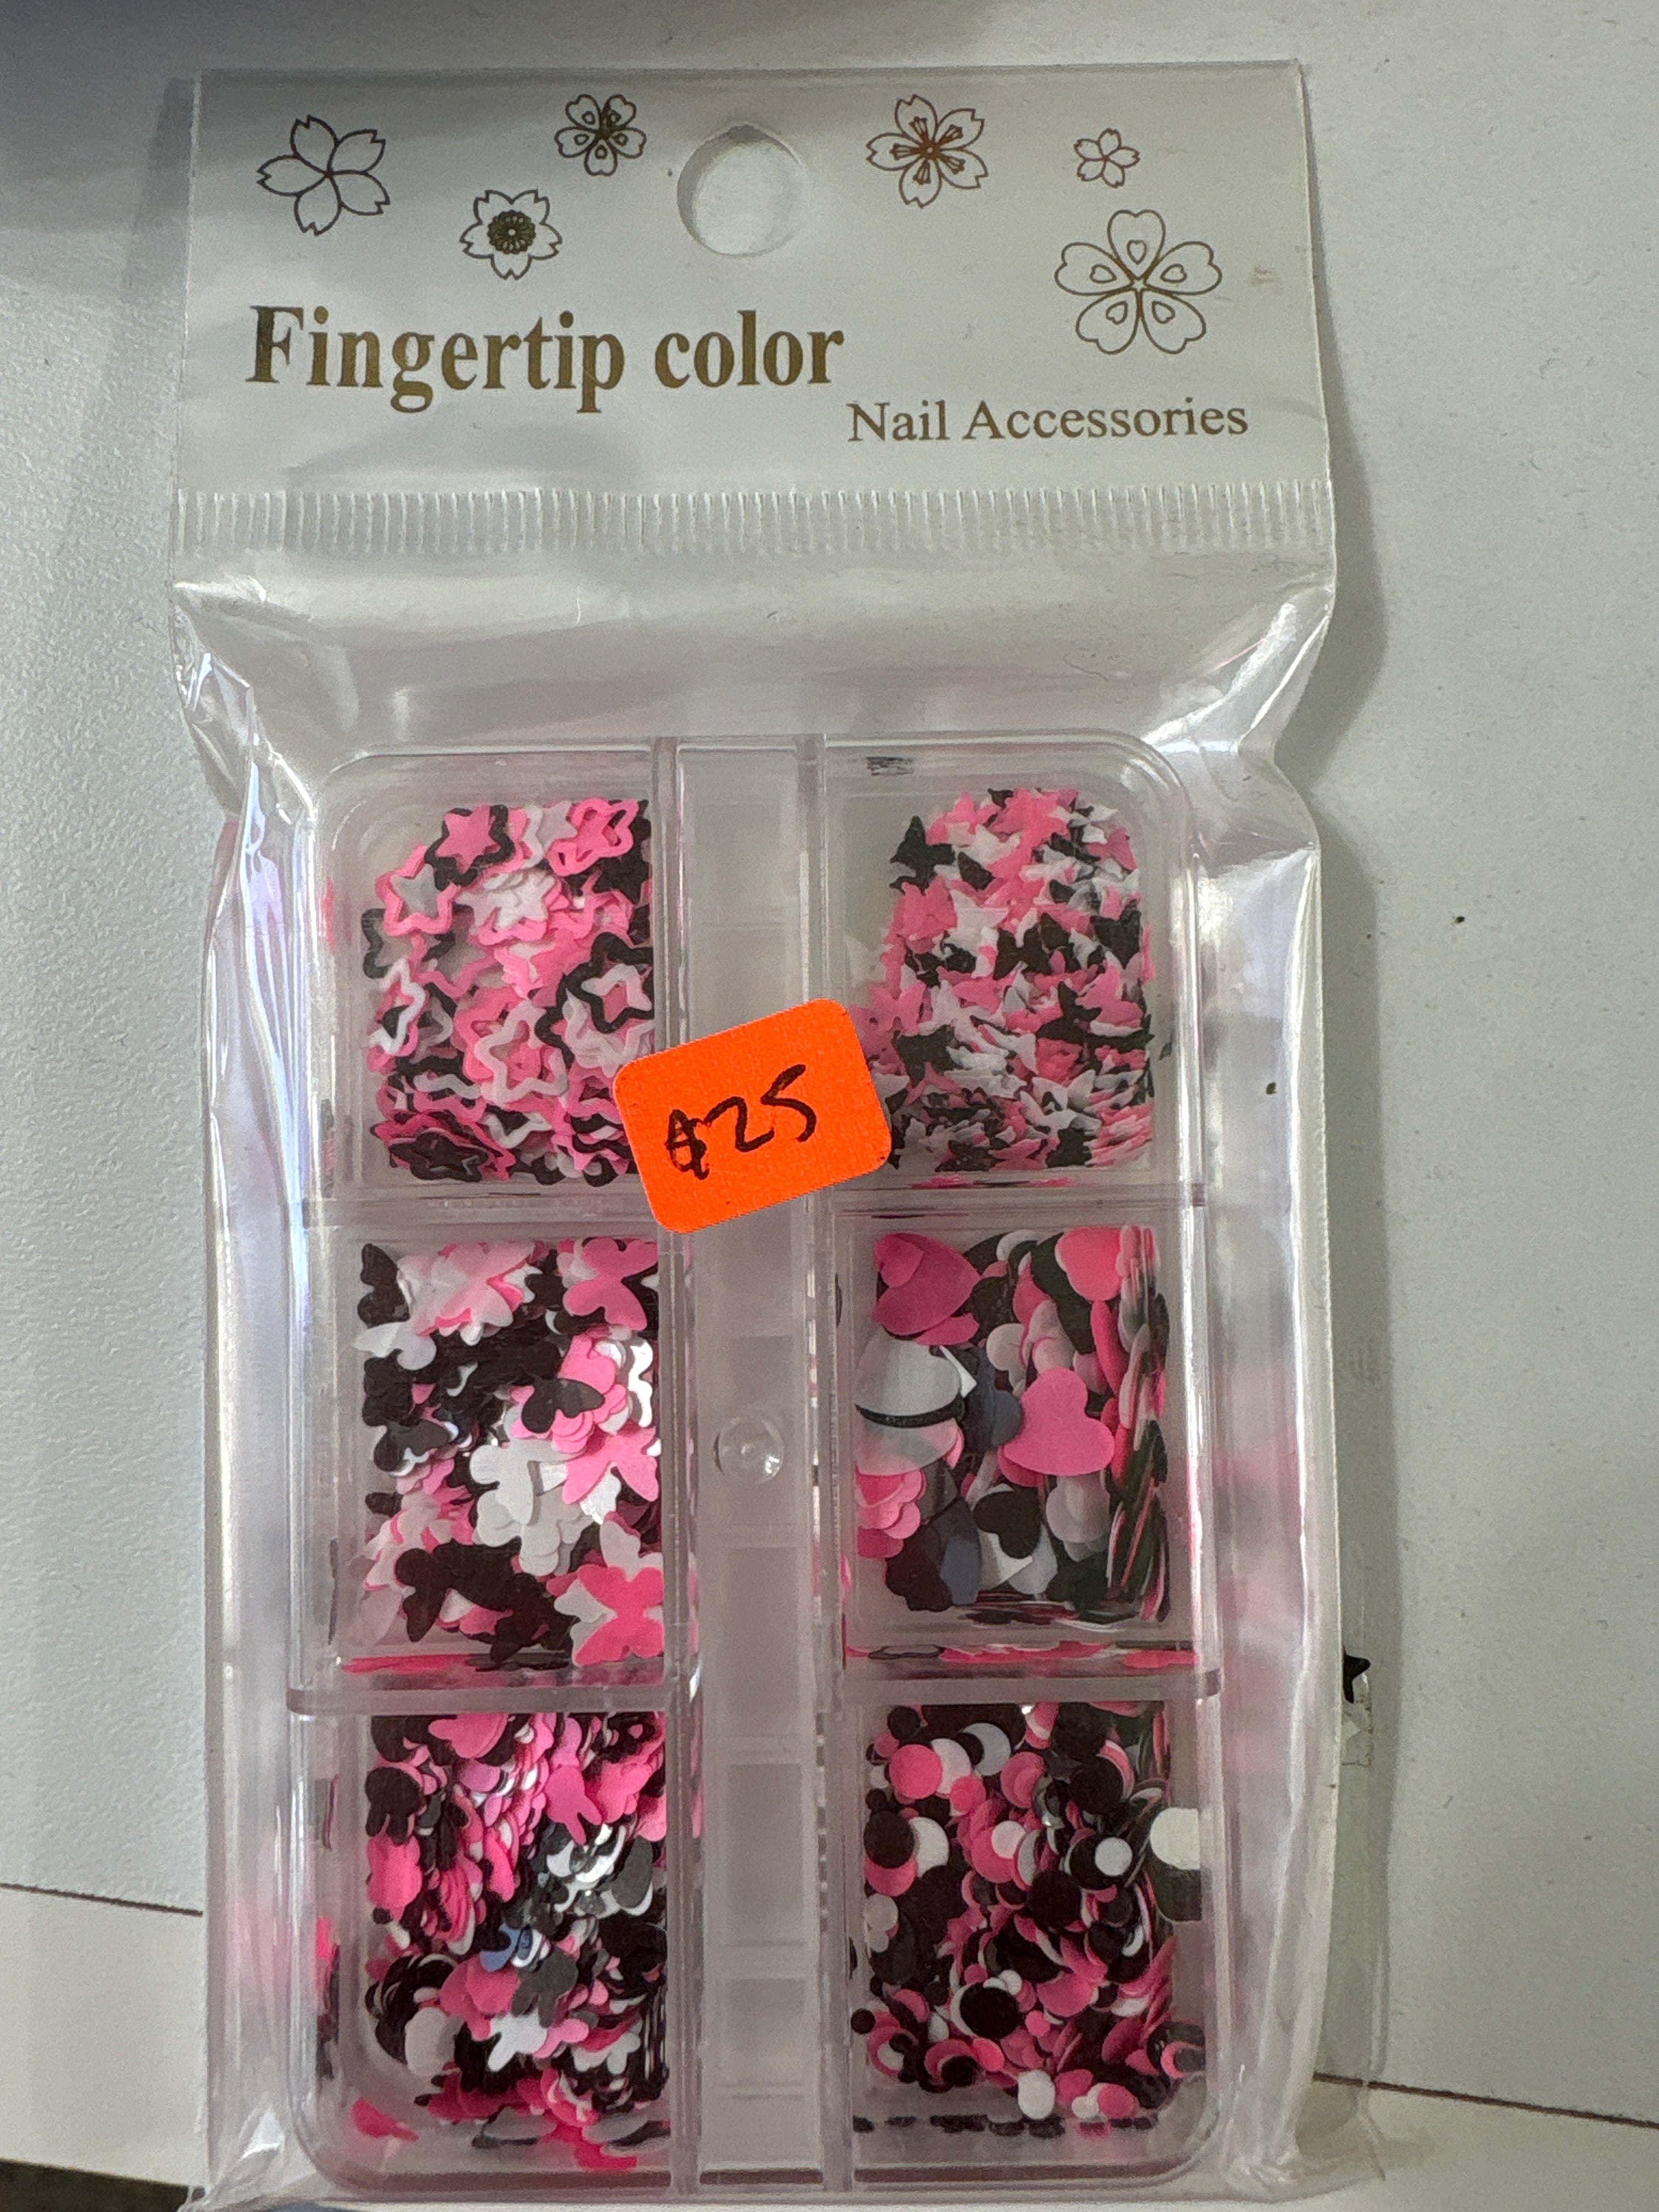 Fingertip color
Nail Accessories
$25